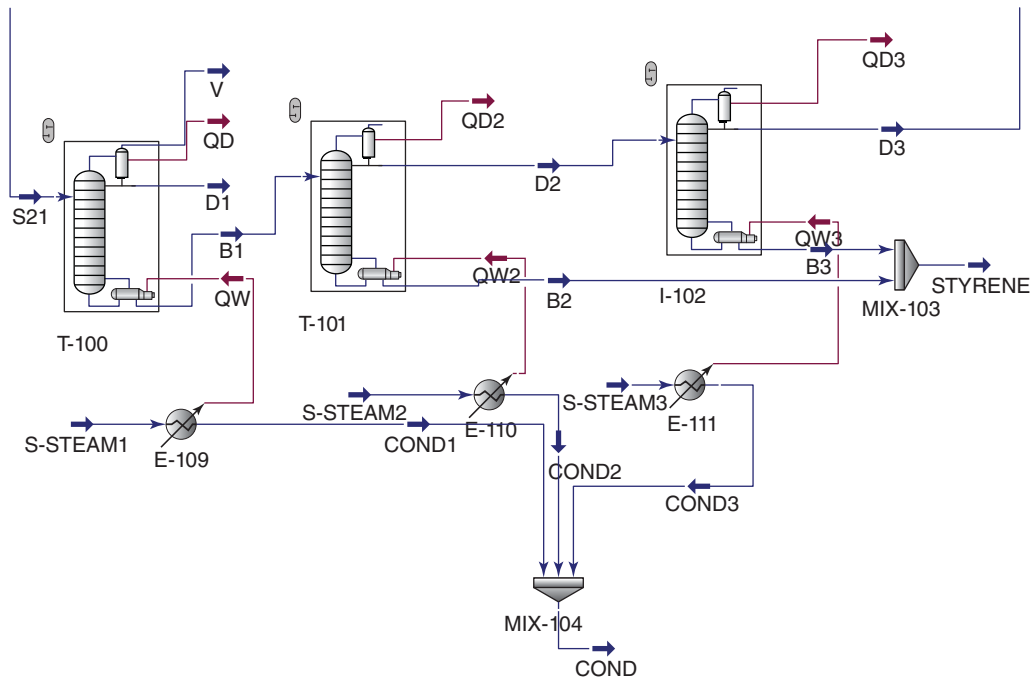 QD3
V
QD2
QD
D3
D2
D1
S21
B1
QW3
B3
QW2
QW
B2
I-102
STYRENE
MIX-103
T-101
T-100
S-STEAM3
S-STEAM2
E-111
E-110
S-STEAM1
COND1
E-109
COND2
COND3
MIX-104
COND